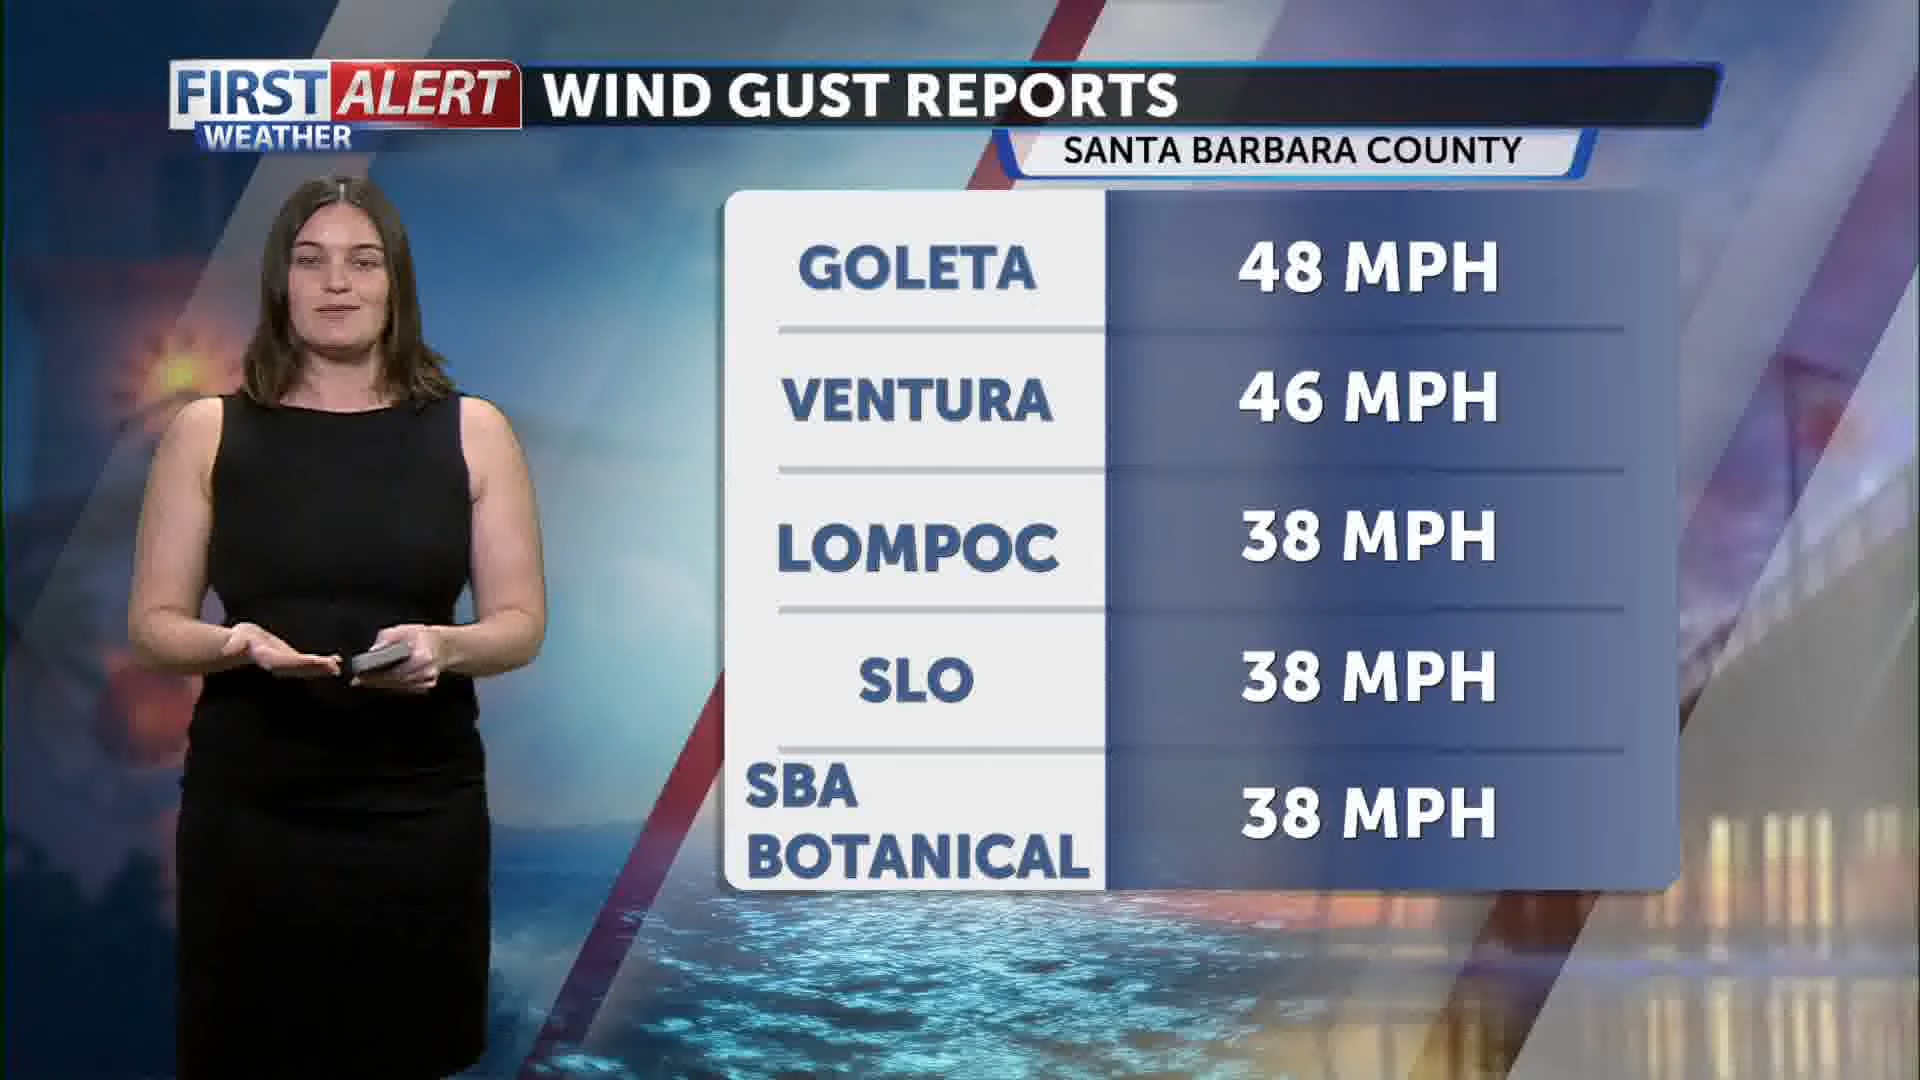 FIRST ALERT
WEATHER
WIND GUST REPORTS
SANTA BARBARA COUNTY
GOLETA 48 MPH
VENTURA 46 MPH
LOMPOC 38 MPH
SLO 38 MPH
SBA
BOTANICAL 38 MPH